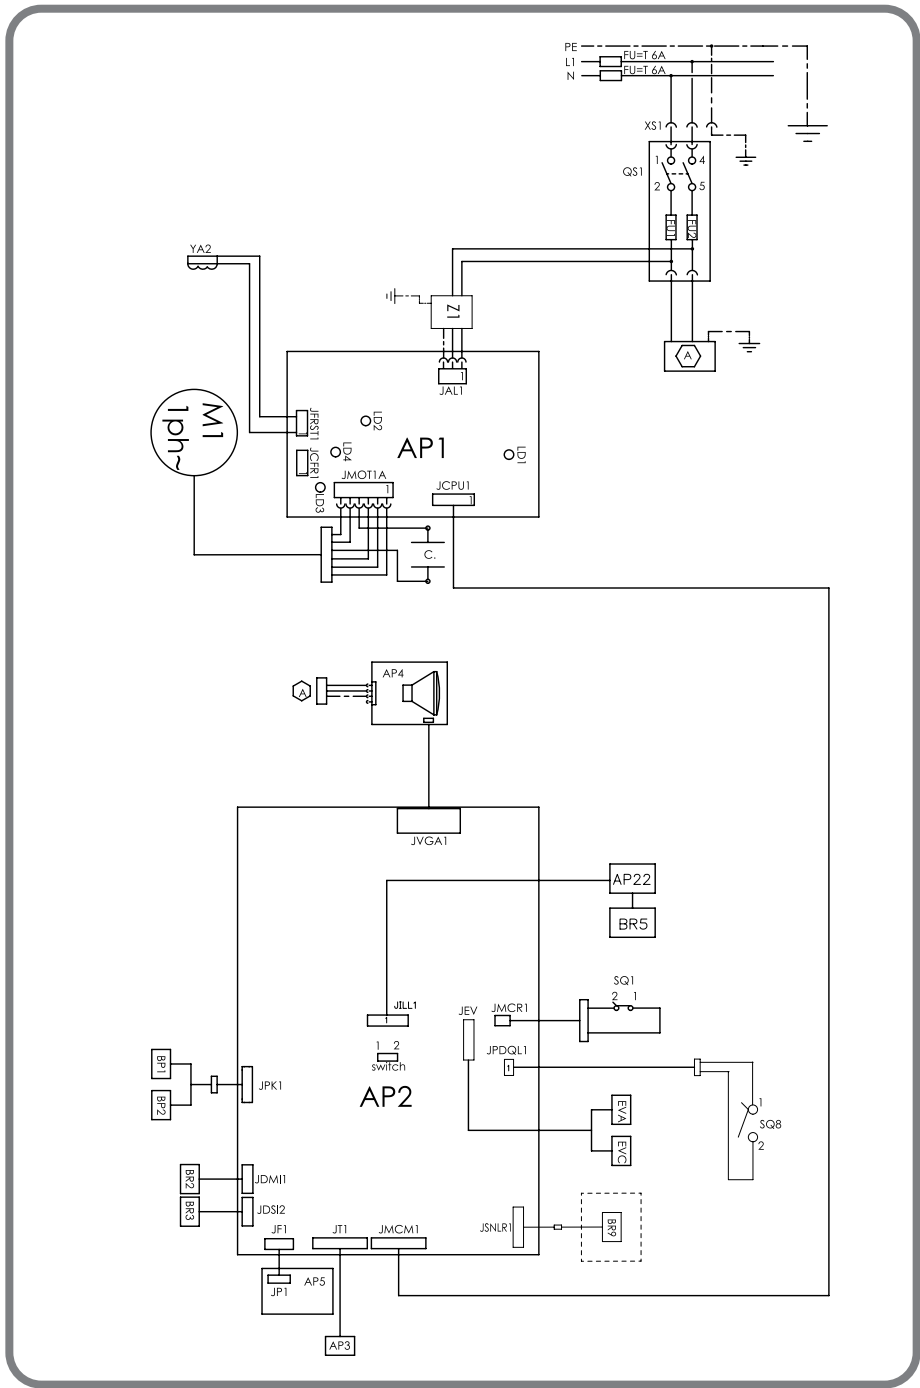 PE
L1 FU=T 6A
N FU=T 6A
XS1
1 4
QS1
2 5
FU1 FU2
YA2
Z1
A
JAL1
1
M1
1ph~
JFRST1
1
LD2
AP1
LD4
JCFR1
1
LD1
JMOT1A
1
JCPU1
1
LD3
C.
AP4
A
JVGA1
AP22
BR5
SQ1
2 1
JILL1
1
JEV
JMCR1
1 2
switch
JPDQL1
1
BP1
JPK1
AP2
BP2
EVA
1
SQ8
2
EVC
BR2
JDMI1
BR3
JDSI2
JSNLR1
BR9
JF1
JT1
JMCM1
AP5
JP1
AP3